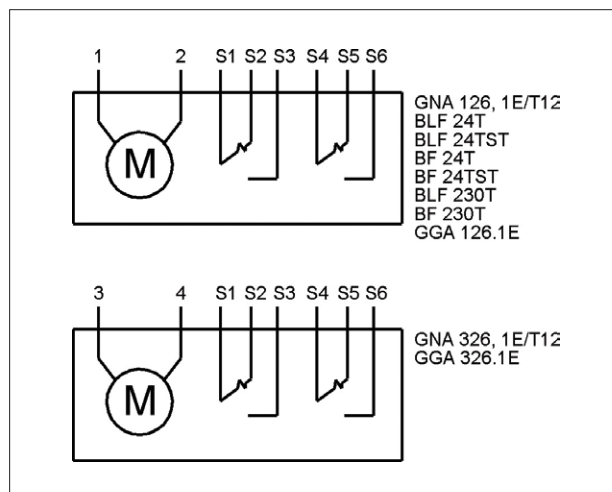 1 2 S1 S2 S3 S4 S5 S6
GNA 126, 1E/T12
BLF 24T
BLF 24TST
BF 24T
BF 24TST
BLF 230T
BF 230T
GGA 126.1E
M
3 4 S1 S2 S3 S4 S5 S6
GNA 326, 1E/T12
GGA 326.1E
M